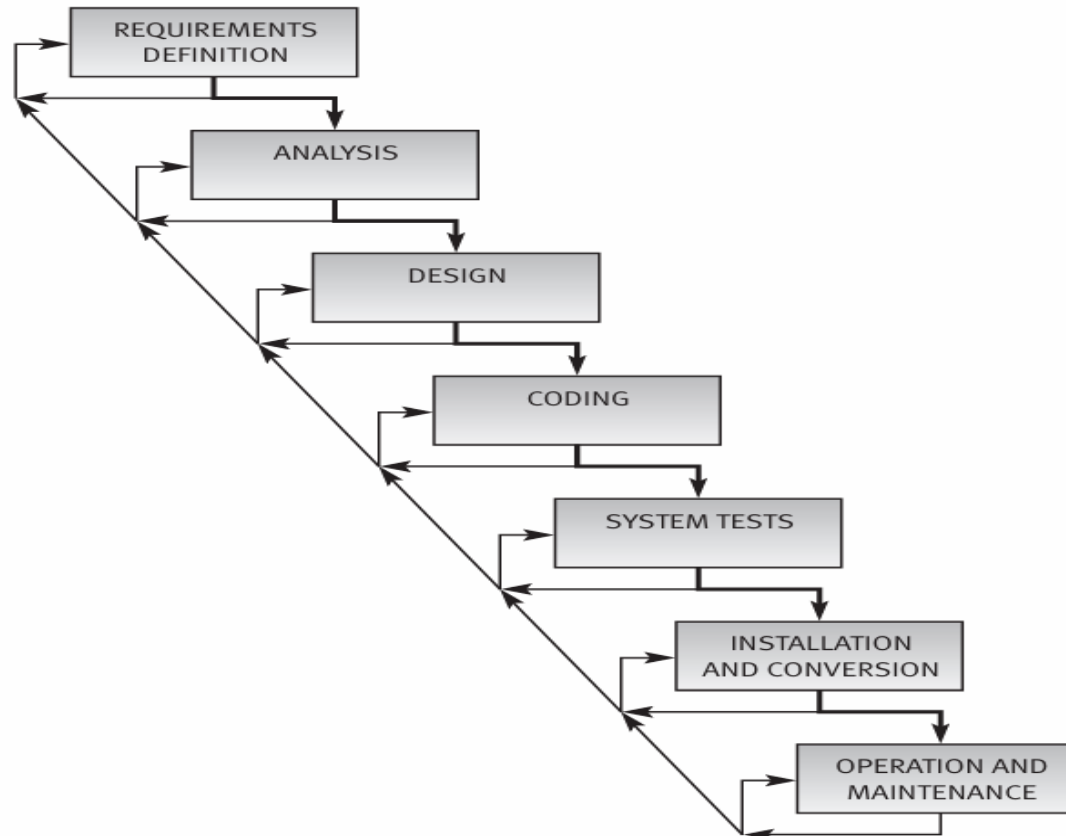 REQUIREMENTS
DEFINITION
ANALYSIS
DESIGN
CODING
SYSTEM TESTS
INSTALLATION
AND CONVERSION
OPERATION AND
MAINTENANCE